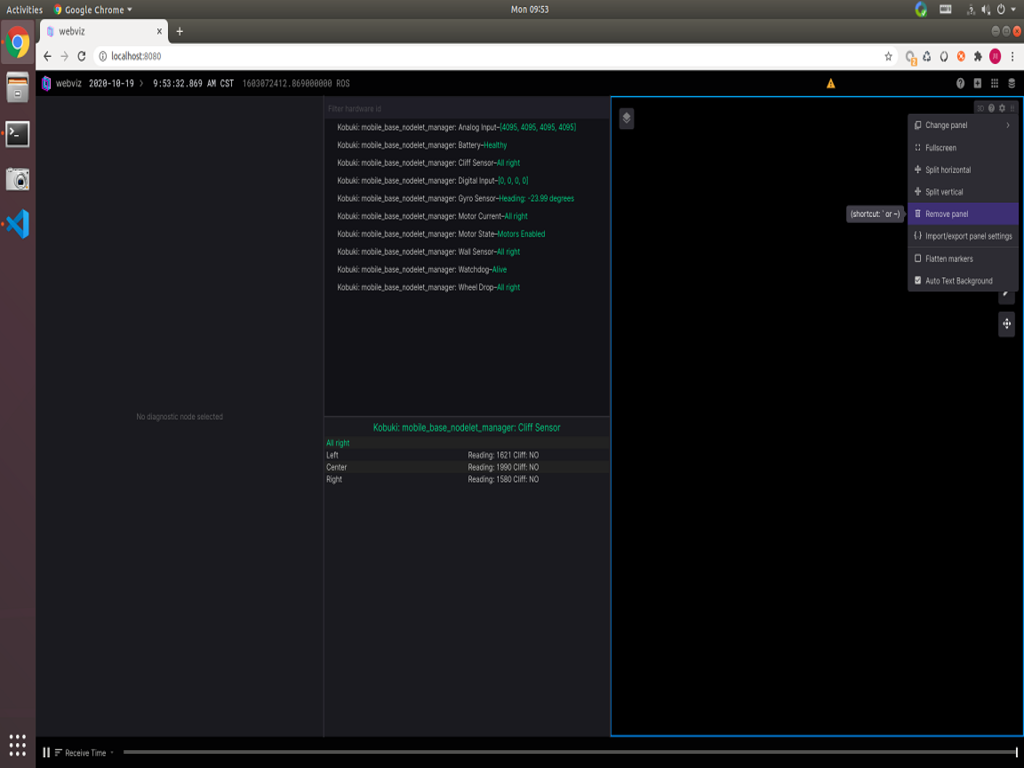 Activities Google Chrome Mon 09:53
webviz
localhost:8080
webviz 2020-10-19 9:53:32.869 AM CST 1603072412.869000000 ROS
Filter hardware id
Kobuki: mobile_base_nodelet_manager: Analog Input–[4095, 4095, 4095, 4095]
Kobuki: mobile_base_nodelet_manager: Battery–Healthy
Kobuki: mobile_base_nodelet_manager: Cliff Sensor–All right
Kobuki: mobile_base_nodelet_manager: Digital Input–[0, 0, 0, 0]
Kobuki: mobile_base_nodelet_manager: Gyro Sensor–Heading: -23.99 degrees
Kobuki: mobile_base_nodelet_manager: Motor Current–All right
Kobuki: mobile_base_nodelet_manager: Motor State–Motors Enabled
Kobuki: mobile_base_nodelet_manager: Wall Sensor–All right
Kobuki: mobile_base_nodelet_manager: Watchdog–Alive
Kobuki: mobile_base_nodelet_manager: Wheel Drop–All right
No diagnostic node selected
Kobuki: mobile_base_nodelet_manager: Cliff Sensor
All right
Left Reading: 1621 Cliff: NO
Center Reading: 1990 Cliff: NO
Right Reading: 1580 Cliff: NO
3D
Change panel
Fullscreen
Split horizontal
Split vertical
(shortcut: ` or ~) Remove panel
Import/export panel settings
Flatten markers
Auto Text Background
Receive Time